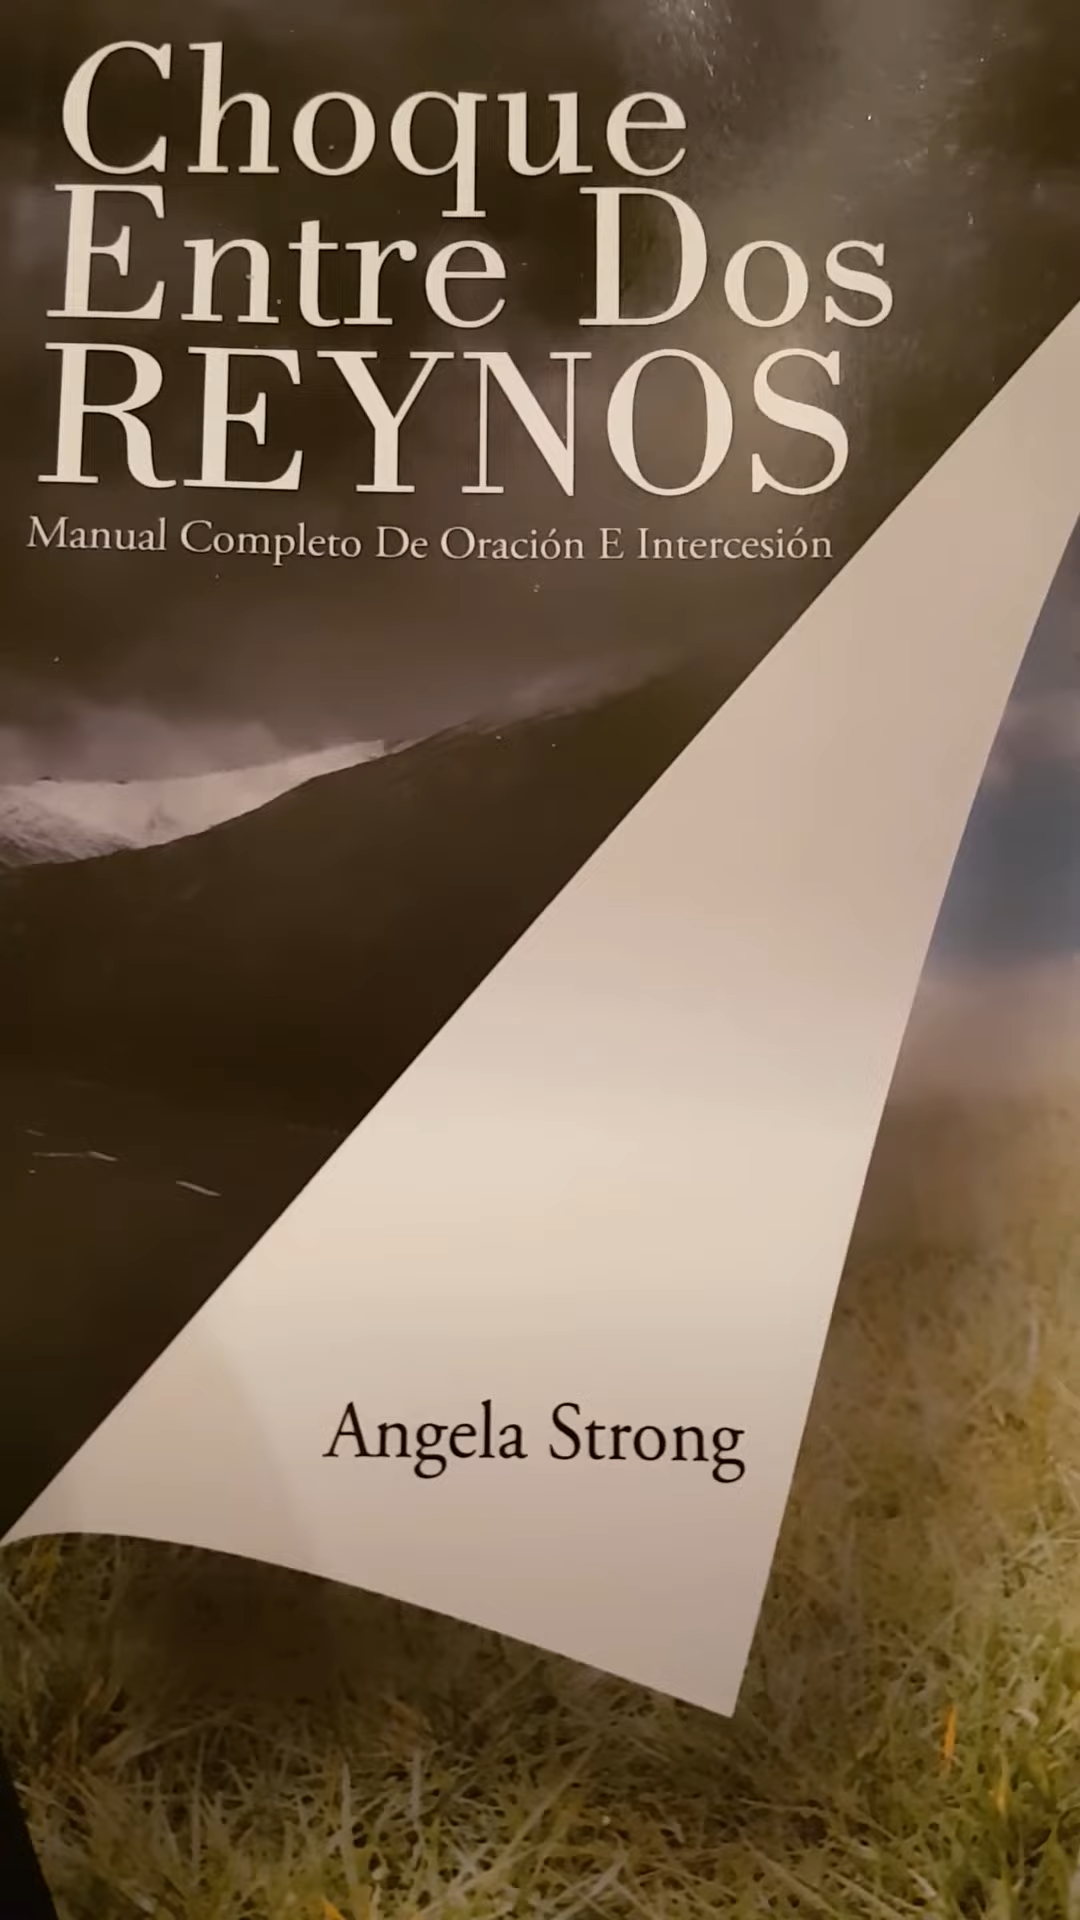 Choque
Entre Dos
REYNOS
Manual Completo De Oración E Intercesión
Angela Strong